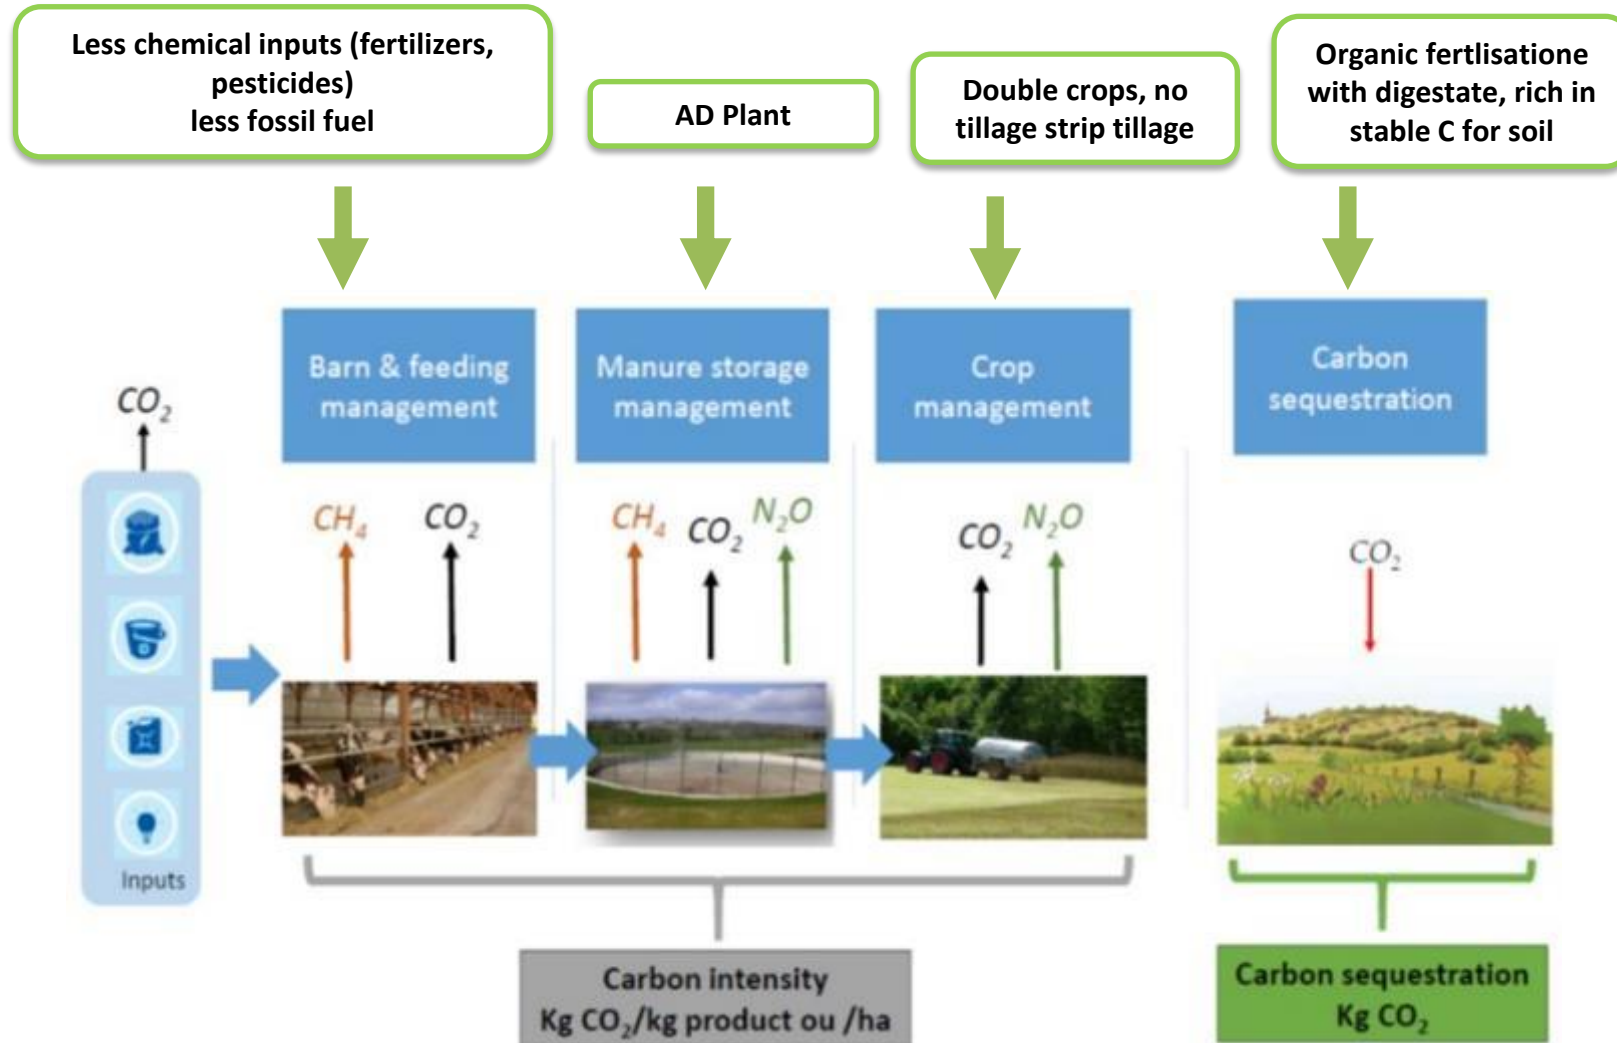 Less chemical inputs (fertilizers,
pesticides)
less fossil fuel
AD Plant
Double crops, no
tillage strip tillage
Organic fertlisatione
with digestate, rich in
stable C for soil
Barn & feeding
management
Manure storage
management
Crop
management
Carbon
sequestration
CO₂
CH₄
CO₂
CH₄
CO₂
N₂O
CO₂
N₂O
CO₂
Inputs
Carbon intensity
Kg CO₂/kg product ou /ha
Carbon sequestration
Kg CO₂